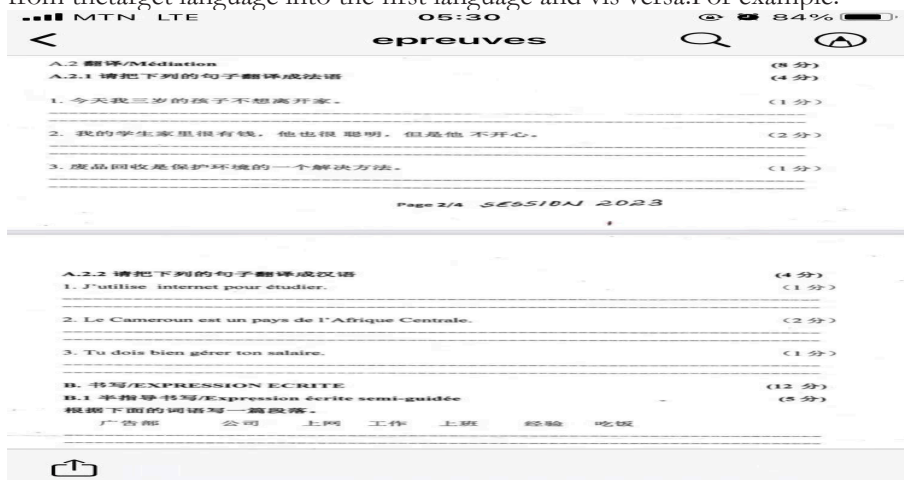 from thetarget language into the first language and vis versa.For example:
MTN LTE 05:30 84%
epreuves
A.2 翻译/Médiation (8 分)
A.2.1 请把下列的句子翻译成法语 (4 分)
1. 今天我三岁的孩子不想离开家。 (1 分)
2. 我的学生家里很有钱，他也很 聪明，但是他 不开心。 (2 分)
3. 废品回收是保护环境的一个解决方法。 (1 分)
Page 2/4 SESSION 2023
A.2.2 请把下列的句子翻译成汉语 (4 分)
1. J'utilise internet pour étudier. (1 分)
2. Le Cameroun est un pays de l'Afrique Centrale. (2 分)
3. Tu dois bien gérer ton salaire. (1 分)
B. 书写/EXPRESSION ECRITE (12 分)
B.1 半指导书写/Expression écrite semi-guidée (5 分)
根据下面的词语写一篇段落。
广告部 公司 上网 工作 上班 经验 吃饭